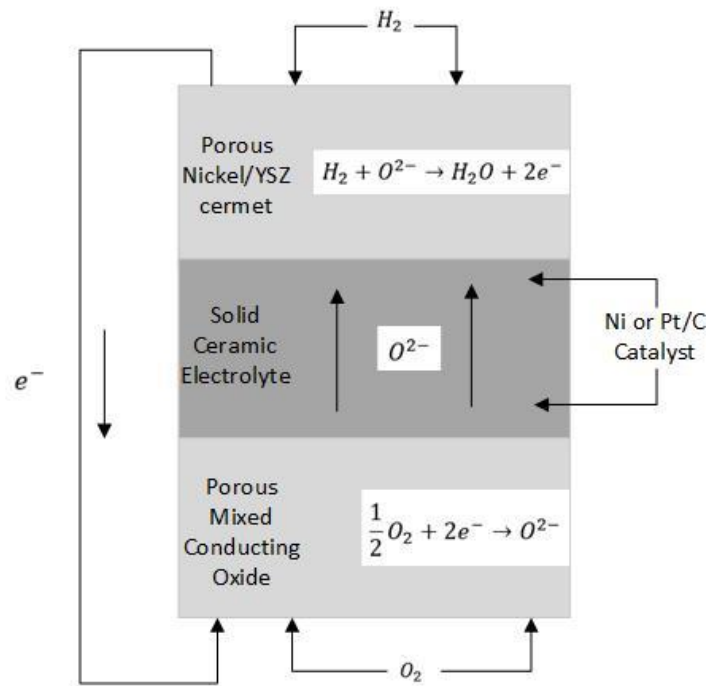 H₂
Porous
Nickel/YSZ
cermet
H₂ + O²⁻ → H₂O + 2e⁻
Solid
Ceramic
Electrolyte
O²⁻
Ni or Pt/C
Catalyst
e⁻
Porous
Mixed
Conducting
Oxide
½O₂ + 2e⁻ → O²⁻
O₂